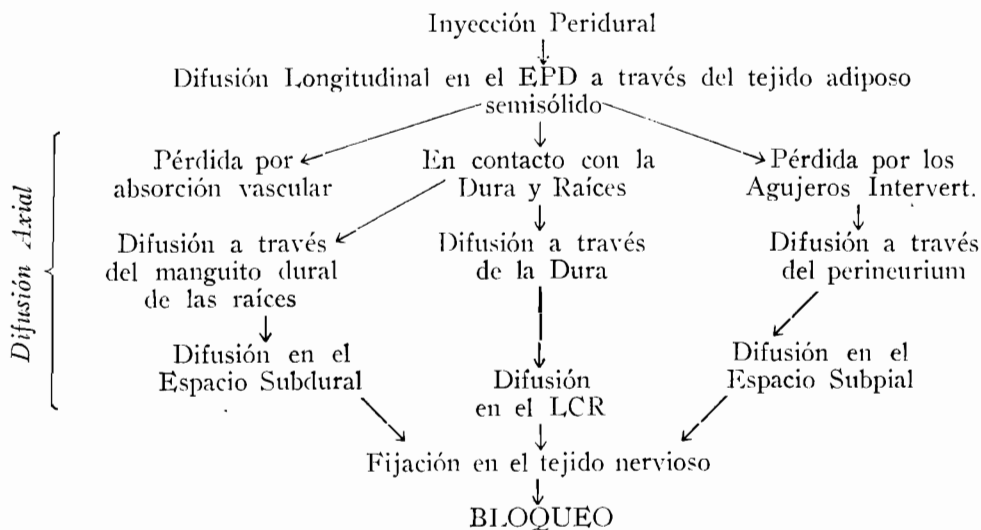 Inyección Peridural
Difusión Longitudinal en el EPD a través del tejido adiposo
semisólido
Difusión Axial
Pérdida por
absorción vascular
En contacto con la
Dura y Raíces
Pérdida por los
Agujeros Intervert.
Difusión a través
del manguito dural
de las raíces
Difusión a través
de la Dura
Difusión a través
del perineurium
Difusión en el
Espacio Subdural
Difusión
en el LCR
Difusión en el
Espacio Subpial
Fijación en el tejido nervioso
BLOQUEO